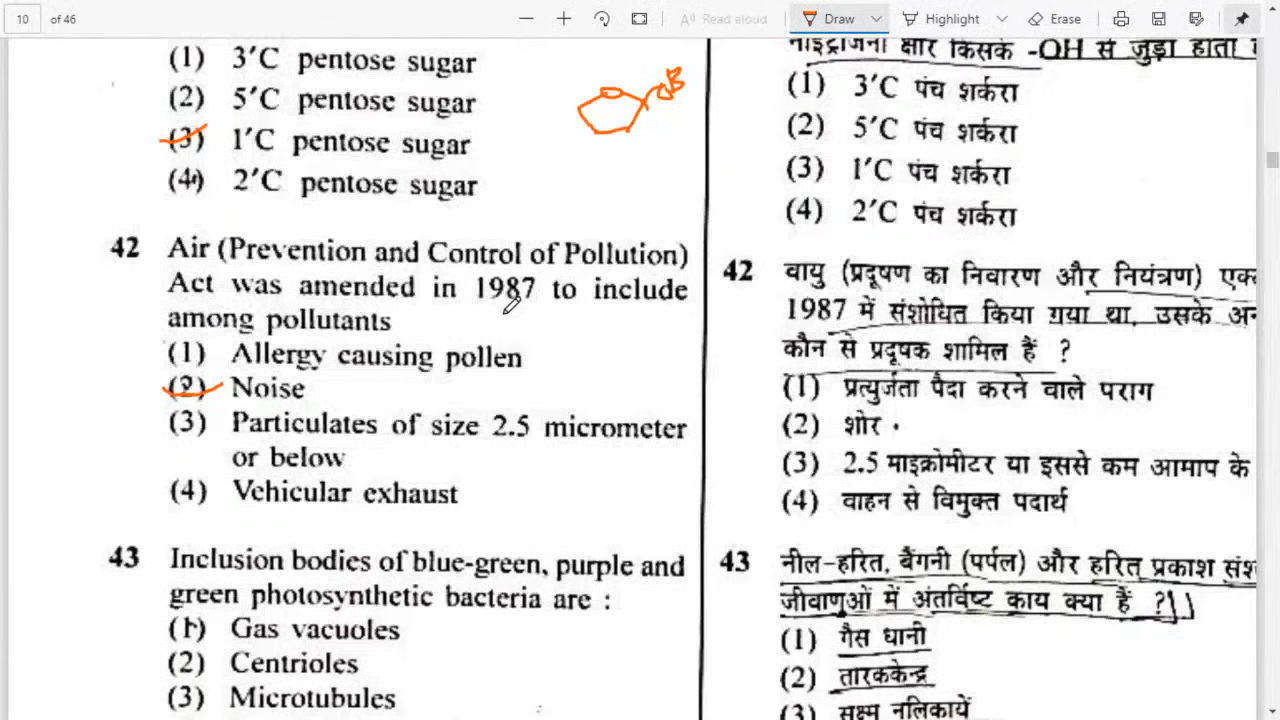 10 of 46
Read aloud
Draw
Highlight
Erase
(1) 3'C pentose sugar
(2) 5'C pentose sugar
(3) 1'C pentose sugar
(4) 2'C pentose sugar
42 Air (Prevention and Control of Pollution)
Act was amended in 1987 to include
among pollutants
(1) Allergy causing pollen
(2) Noise
(3) Particulates of size 2.5 micrometer
or below
(4) Vehicular exhaust
43 Inclusion bodies of blue-green, purple and
green photosynthetic bacteria are :
(1) Gas vacuoles
(2) Centrioles
(3) Microtubules
क्षार किसके -OH से जुड़ा होता
(1) 3'C पंच शर्करा
(2) 5'C पंच शर्करा
(3) 1'C पंच शर्करा
(4) 2'C पंच शर्करा
42 वायु (प्रदूषण का निवारण और नियंत्रण)
1987 में संशोधित किया गया था, उसके
कौन से प्रदूषक शामिल हैं ?
(1) प्रत्युर्जता पैदा करने वाले पराग
(2) शोर
(3) 2.5 माइक्रोमीटर या इससे कम आमाप के
(4) वाहन से विमुक्त पदार्थ
43 नील-हरित, बैंगनी (पर्पल) और हरित प्रकाश
जीवाणुओं में अंतर्विष्ट काय क्या हैं ?
(1) गैस धानी
(2) तारककेन्द्र
(3) सूक्ष्म नलिकायें